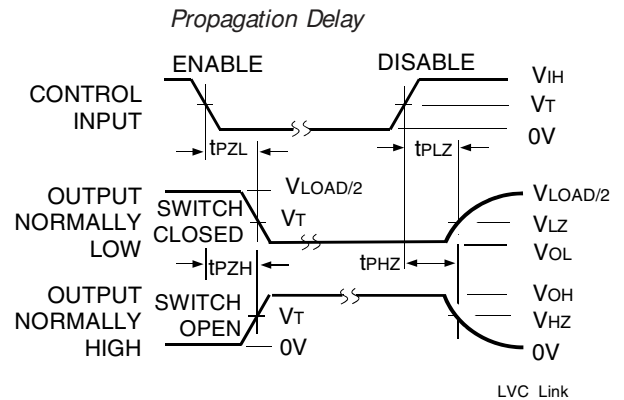 Propagation Delay
ENABLE
DISABLE
CONTROL
INPUT
VIH
VT
0V
tPZL
tPLZ
OUTPUT
NORMALLY
LOW
SWITCH
CLOSED
VLOAD/2
VT
VLOAD/2
VLZ
VOL
tPZH
tPHZ
OUTPUT
NORMALLY
HIGH
SWITCH
OPEN
VT
0V
VOH
VHZ
0V
LVC Link